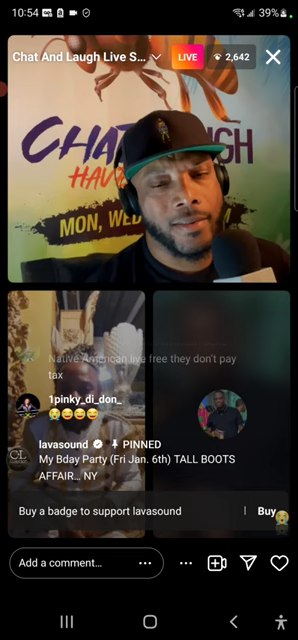 10:54
39%
Chat And Laugh Live S...
LIVE
2,642
CHAT
GH
HAV
MON, WED
Native American live free they don't pay
tax
1pinky_di_don_
lavasound PINNED
My Bday Party (Fri Jan. 6th) TALL BOOTS
AFFAIR... NY
Buy a badge to support lavasound
Buy
Add a comment...